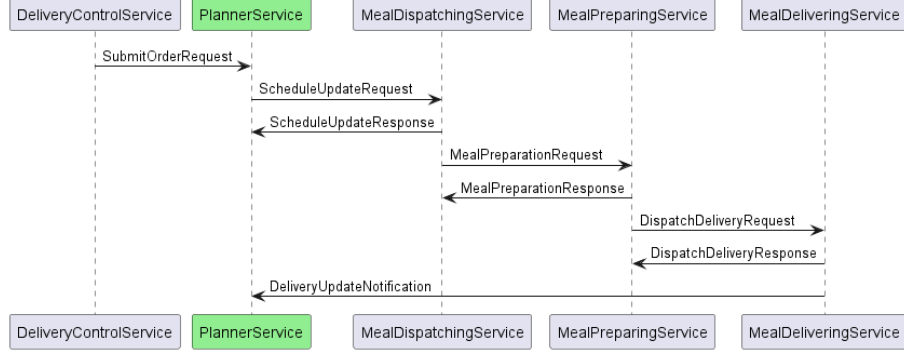 DeliveryControlService PlannerService MealDispatchingService MealPreparingService MealDeliveringService
SubmitOrderRequest
ScheduleUpdateRequest
ScheduleUpdateResponse
MealPreparationRequest
MealPreparationResponse
DispatchDeliveryRequest
DispatchDeliveryResponse
DeliveryUpdateNotification
DeliveryControlService PlannerService MealDispatchingService MealPreparingService MealDeliveringService